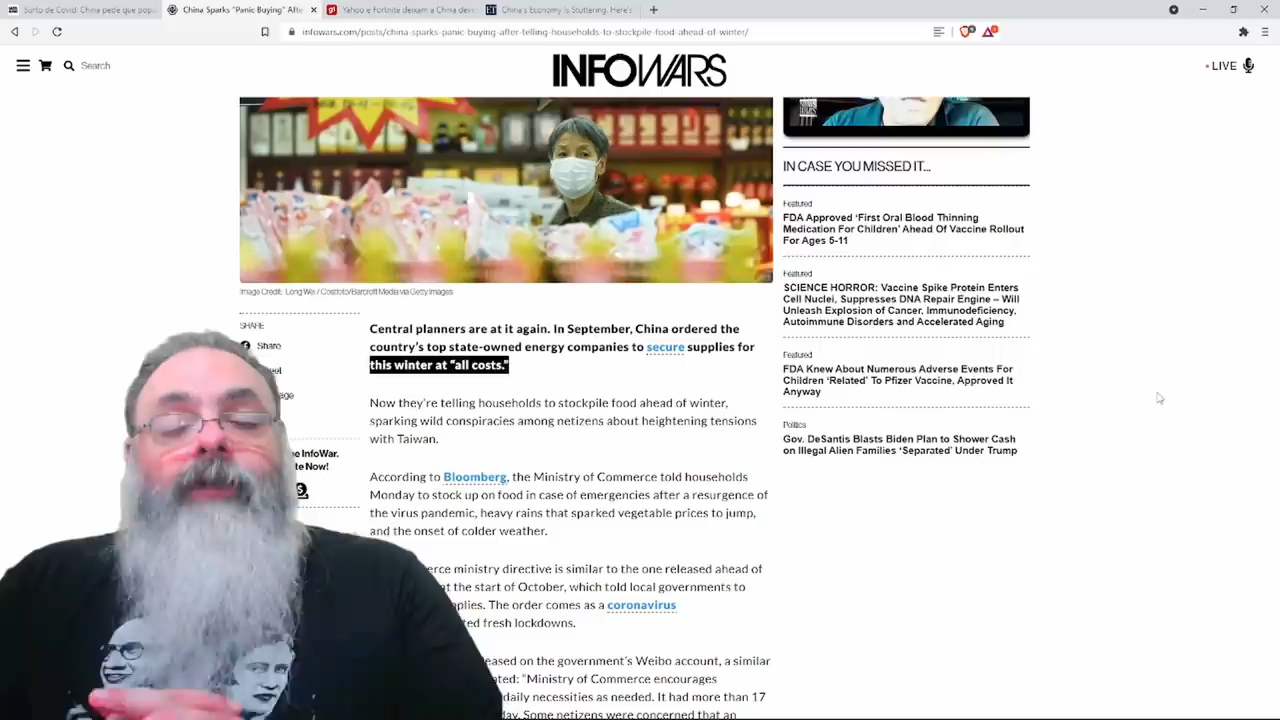 Surto de Covid: China pede que popu
China Sparks "Panic Buying" Afte
Yahoo e Fortnite deixam a China dev
China's Economy Is Stuttering. Here's
infowars.com/posts/china-sparks-panic-buying-after-telling-households-to-stockpile-food-ahead-of-winter/
Search
INFOWARS
LIVE
Image Credit: Long Wei / Costfoto/Barcroft Media via Getty Images
SHARE
Share
Central planners are at it again. In September, China ordered the
country's top state-owned energy companies to secure supplies for
this winter at "all costs."
Now they're telling households to stockpile food ahead of winter,
sparking wild conspiracies among netizens about heightening tensions
with Taiwan.
According to Bloomberg, the Ministry of Commerce told households
Monday to stock up on food in case of emergencies after a resurgence of
the virus pandemic, heavy rains that sparked vegetable prices to jump,
and the onset of colder weather.
ministry directive is similar to the one released ahead of
at the start of October, which told local governments to
The order comes as a coronavirus
fresh lockdowns.
on the government's Weibo account, a similar
"Ministry of Commerce encourages
daily necessities as needed. It had more than 17
Some netizens were concerned that an
InfoWar.
Now!
IN CASE YOU MISSED IT...
Featured
FDA Approved 'First Oral Blood Thinning
Medication For Children' Ahead Of Vaccine Rollout
For Ages 5-11
Featured
SCIENCE HORROR: Vaccine Spike Protein Enters
Cell Nuclei, Suppresses DNA Repair Engine – Will
Unleash Explosion of Cancer, Immunodeficiency,
Autoimmune Disorders and Accelerated Aging
Featured
FDA Knew About Numerous Adverse Events For
Children 'Related' To Pfizer Vaccine, Approved It
Anyway
Politics
Gov. DeSantis Blasts Biden Plan to Shower Cash
on Illegal Alien Families 'Separated' Under Trump